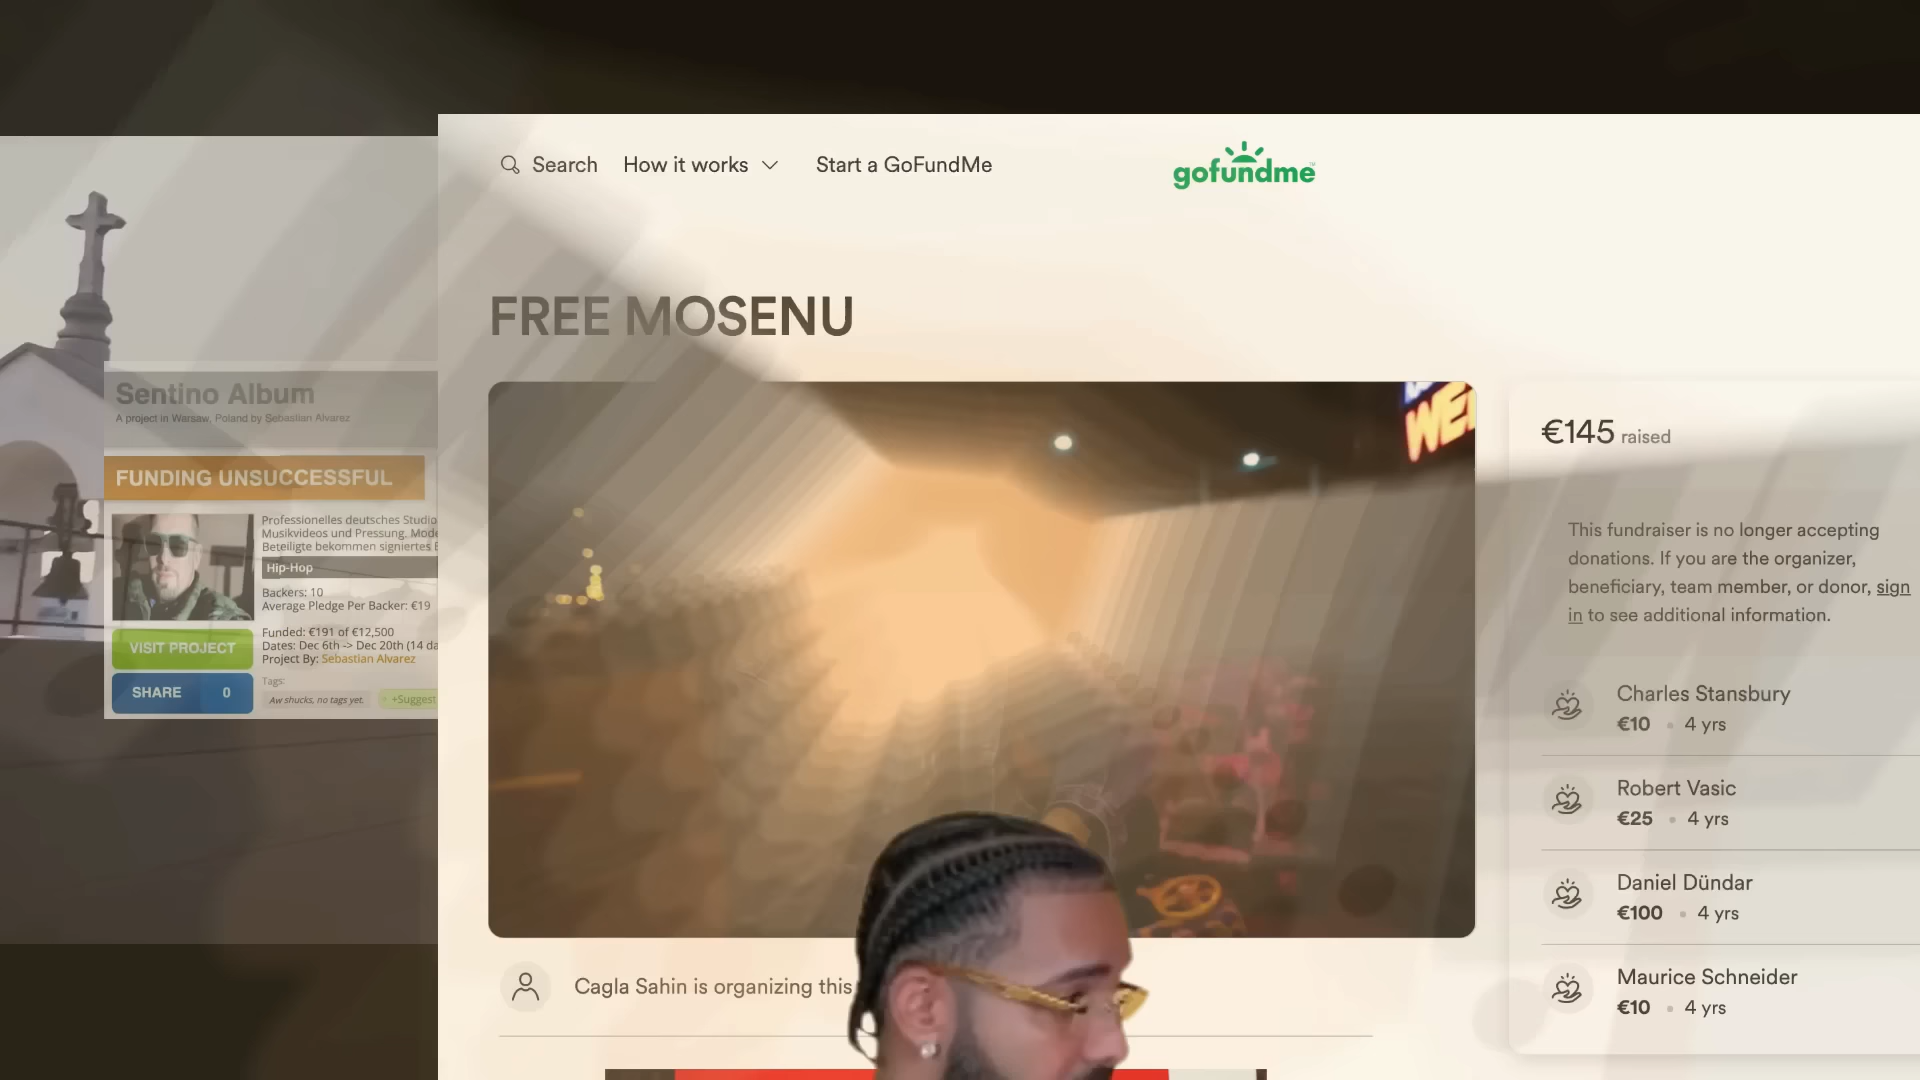 Search
How it works
Start a GoFundMe
gofundme
FREE MOSENU
WE
€145 raised
This fundraiser is no longer accepting
donations. If you are the organizer,
beneficiary, team member, or donor, sign
in to see additional information.
Charles Stansbury
€10 • 4 yrs
Robert Vasic
€25 • 4 yrs
Daniel Dündar
€100 • 4 yrs
Maurice Schneider
€10 • 4 yrs
Cagla Sahin is organizing this
Sentino Album
A project in Warsaw, Poland by Sebastian Alvarez
FUNDING UNSUCCESSFUL
Professionelles deutsches Studio
Musikvideos und Pressung. Mode
Beteiligte bekommen signiertes
Hip-Hop
Backers: 10
Average Pledge Per Backer: €19
Funded: €191 of €12,500
Dates: Dec 6th -> Dec 20th (14 da
Project By: Sebastian Alvarez
Tags:
Aw shucks, no tags yet.
+Suggest
VISIT PROJECT
SHARE 0